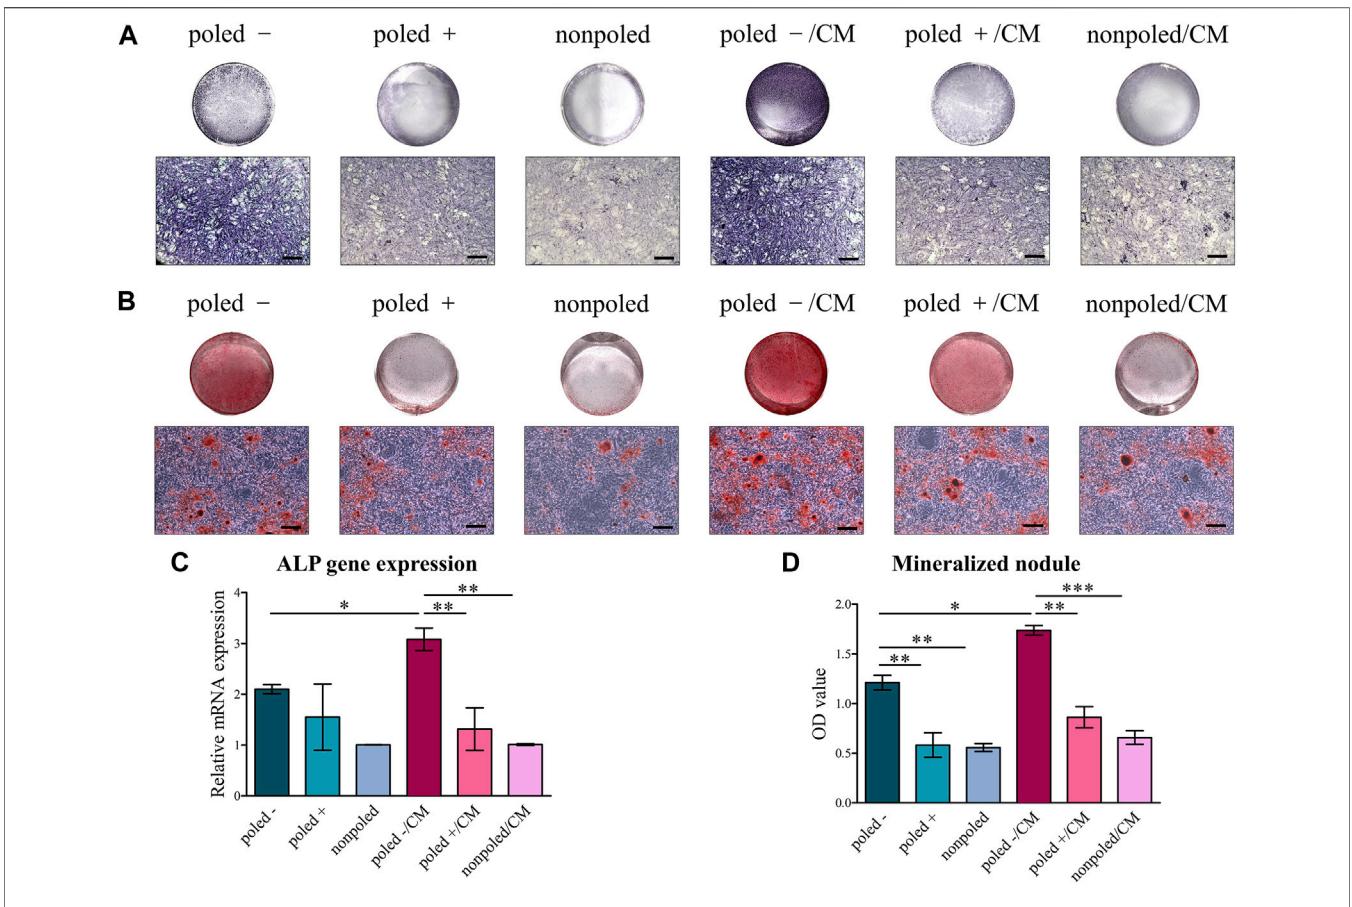 A
poled − poled + nonpoled poled −/CM poled +/CM nonpoled/CM
B
poled − poled + nonpoled poled −/CM poled +/CM nonpoled/CM
C ALP gene expression
Relative mRNA expression
4
3
2
1
0
* ** **
poled - poled + nonpoled poled -/CM poled +/CM nonpoled/CM
D Mineralized nodule
OD value
2.0
1.5
1.0
0.5
0.0
* ** *** ** **
poled - poled + nonpoled poled -/CM poled +/CM nonpoled/CM